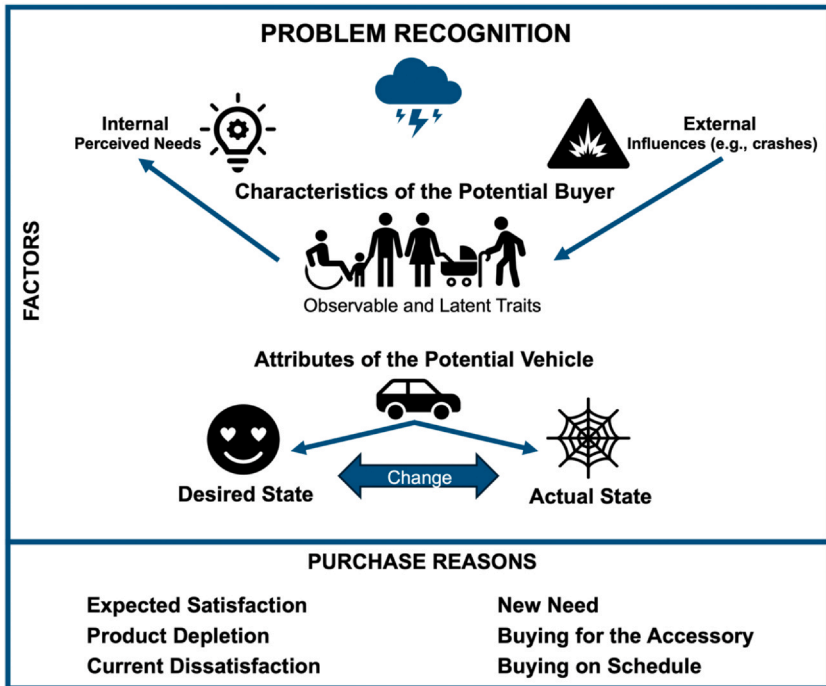 PROBLEM RECOGNITION
Internal
Perceived Needs
External
Influences (e.g., crashes)
Characteristics of the Potential Buyer
Observable and Latent Traits
FACTORS
Attributes of the Potential Vehicle
Change
Desired State
Actual State
PURCHASE REASONS
Expected Satisfaction
New Need
Product Depletion
Buying for the Accessory
Current Dissatisfaction
Buying on Schedule